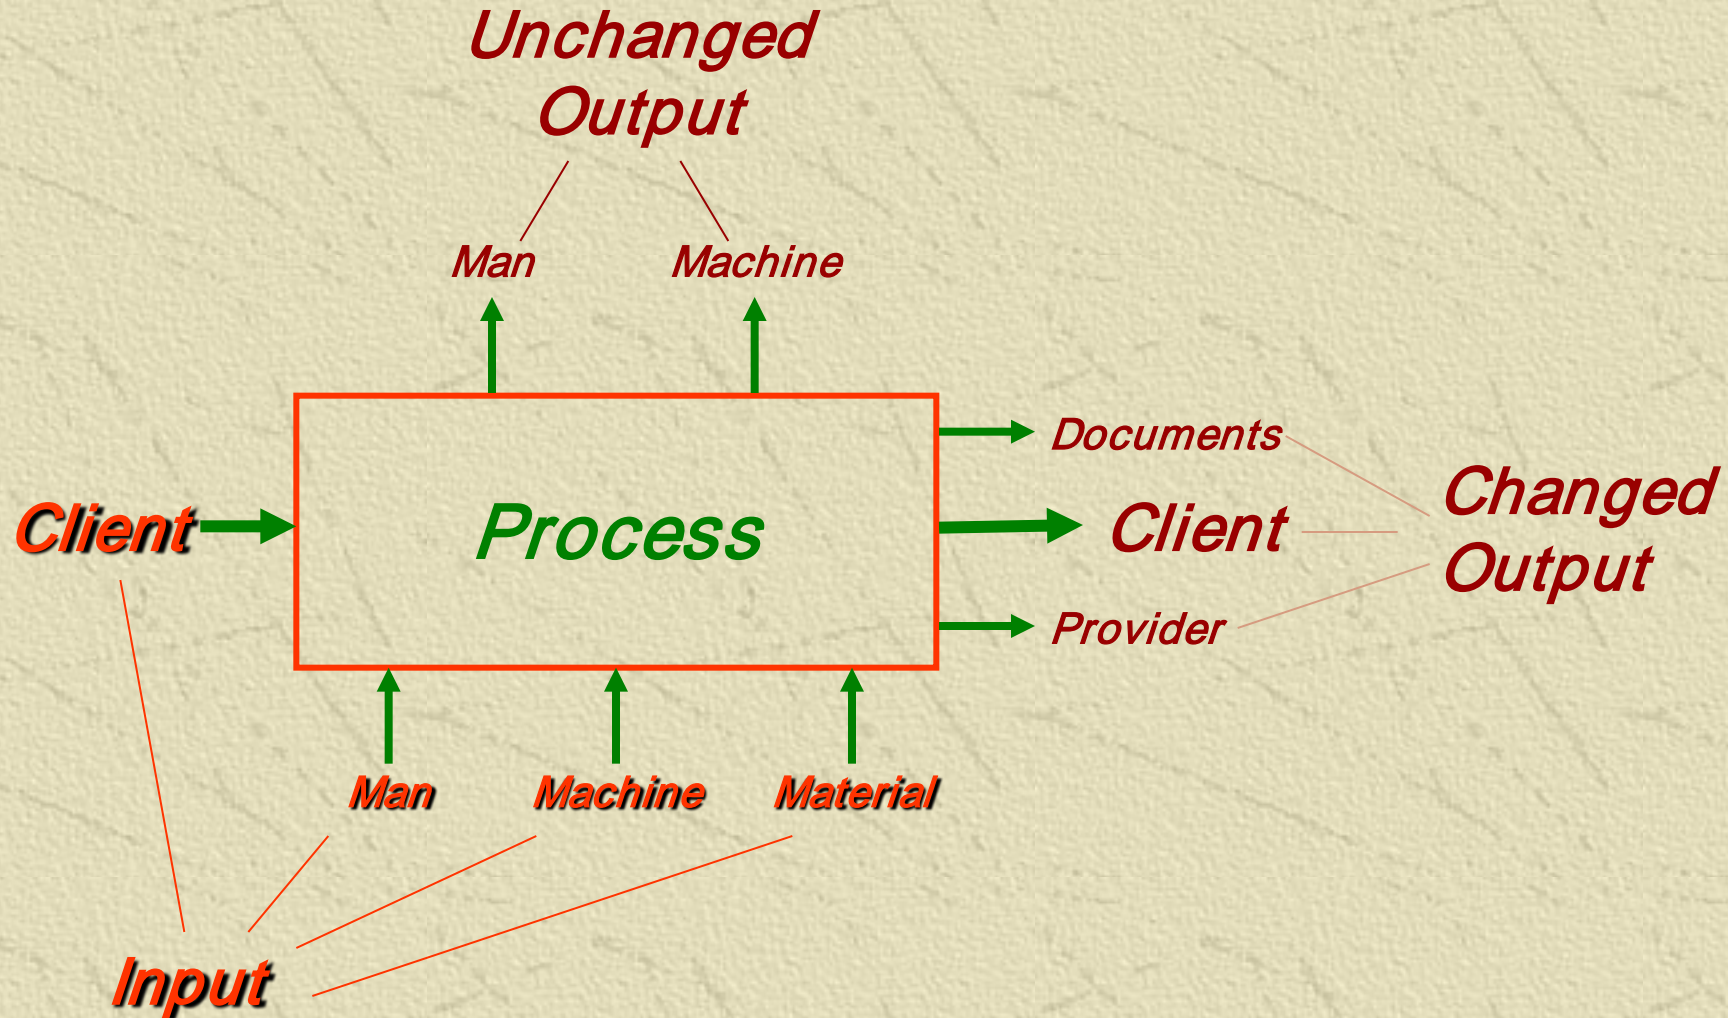 Unchanged
Output
Man
Machine
Documents
Client
Process
Client
Changed
Output
Provider
Man
Machine
Material
Input